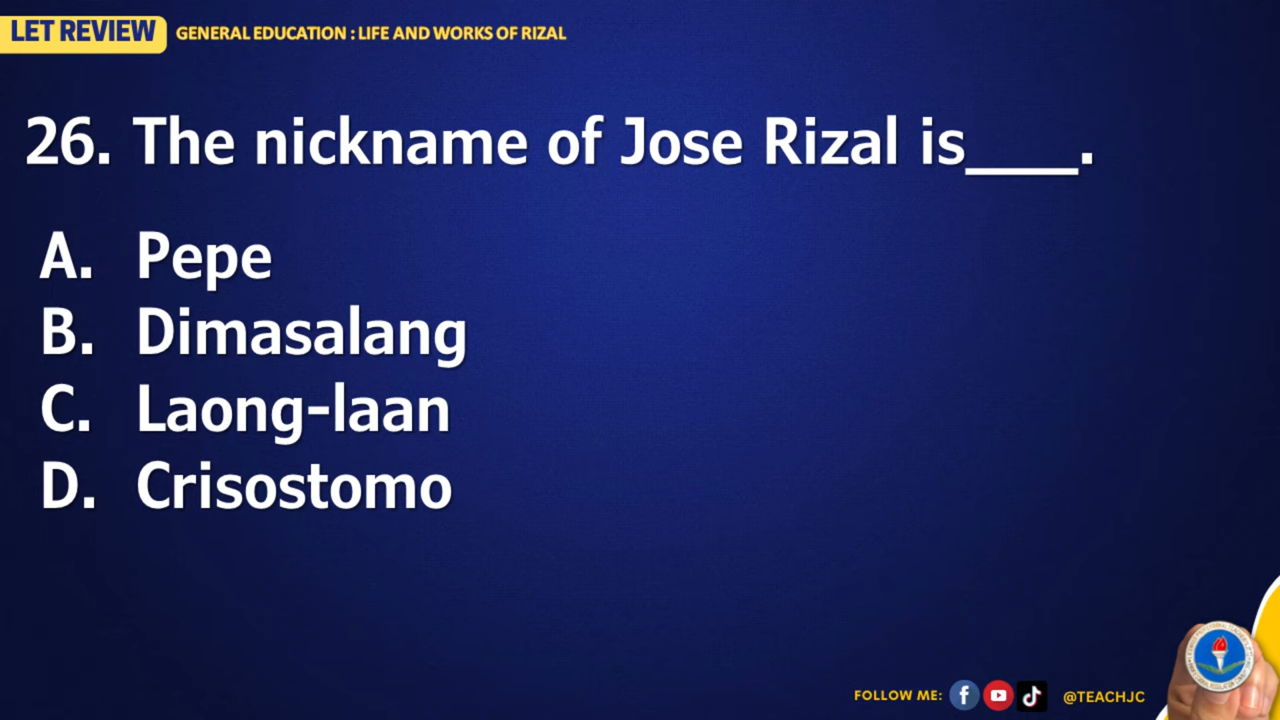 LET REVIEW
GENERAL EDUCATION : LIFE AND WORKS OF RIZAL
26. The nickname of Jose Rizal is____.
A. Pepe
B. Dimasalang
C. Laong-laan
D. Crisostomo
FOLLOW ME: @TEACHJC